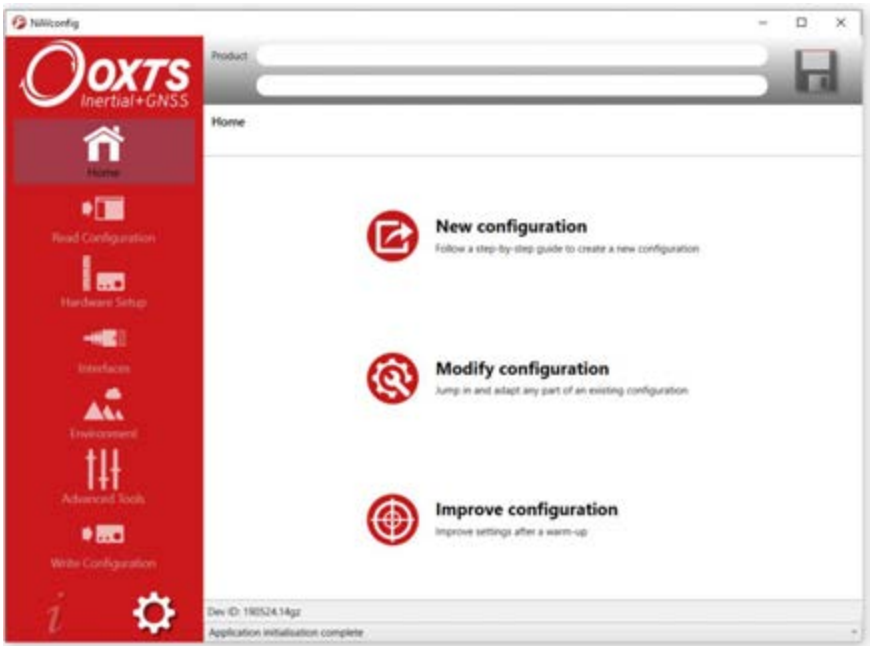 NAVconfig
OXTS
Inertial+GNSS
Product
Home
Home
Read Configuration
Hardware Setup
Interfaces
Environment
Advanced Tools
Write Configuration
i
New configuration
Follow a step-by-step guide to create a new configuration
Modify configuration
Jump in and adapt any part of an existing configuration
Improve configuration
Improve settings after a warm-up
Dev ID: 190524.14gz
Application initialisation complete